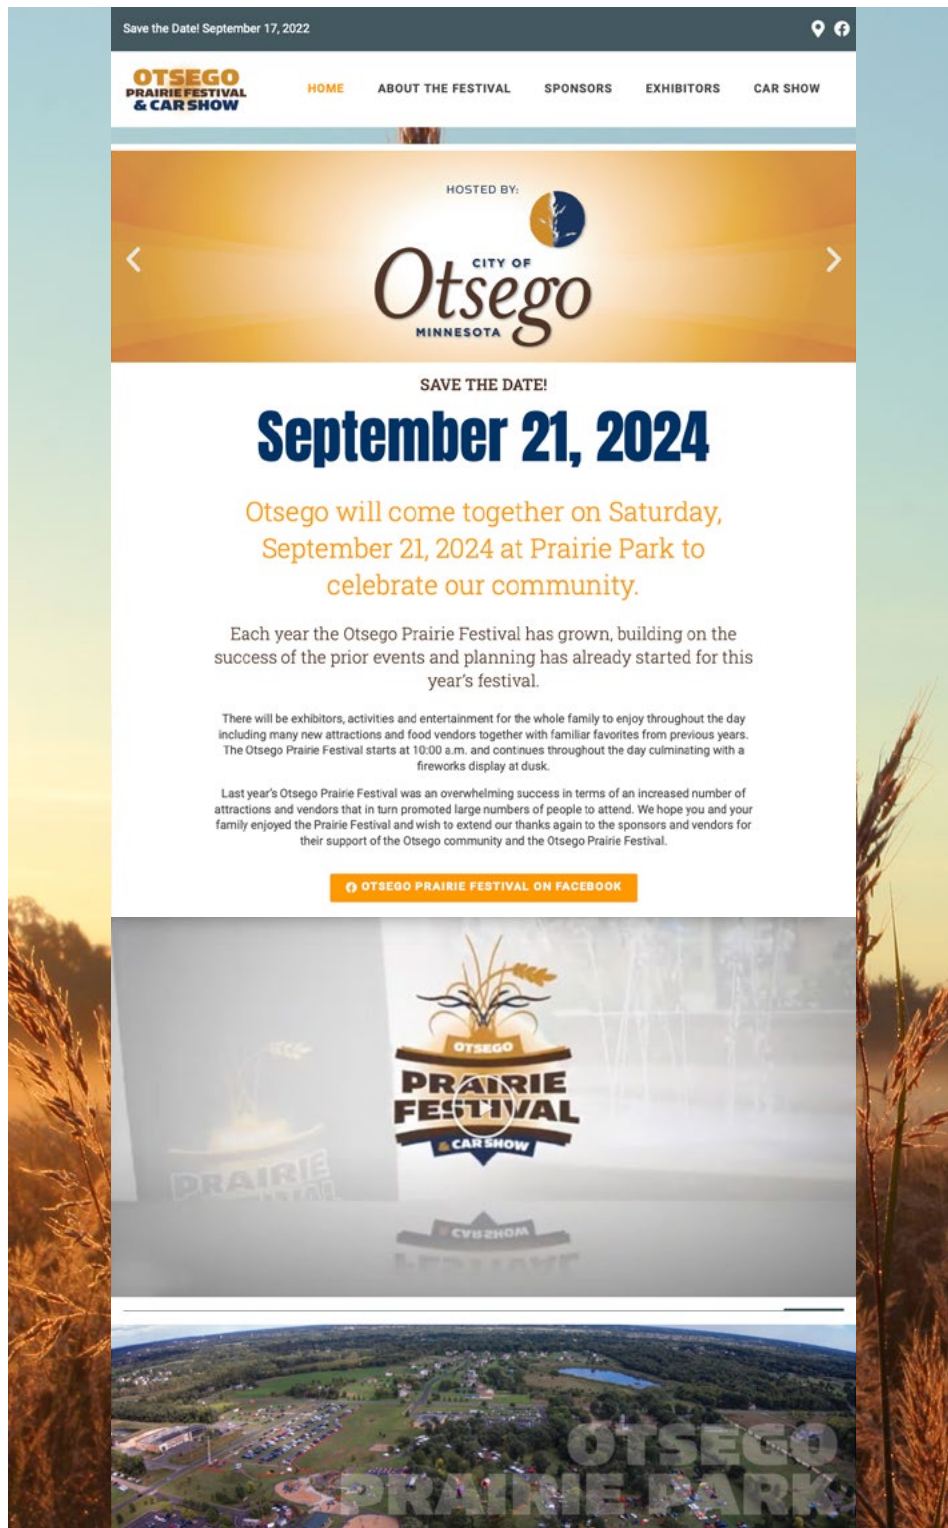 Save the Date! September 17, 2022
OTSEGO
PRAIRIE FESTIVAL
& CAR SHOW
HOME ABOUT THE FESTIVAL SPONSORS EXHIBITORS CAR SHOW
HOSTED BY:
CITY OF
Otsego
MINNESOTA
SAVE THE DATE!
September 21, 2024
Otsego will come together on Saturday,
September 21, 2024 at Prairie Park to
celebrate our community.
Each year the Otsego Prairie Festival has grown, building on the
success of the prior events and planning has already started for this
year's festival.
There will be exhibitors, activities and entertainment for the whole family to enjoy throughout the day
including many new attractions and food vendors together with familiar favorites from previous years.
The Otsego Prairie Festival starts at 10:00 a.m. and continues throughout the day culminating with a
fireworks display at dusk.
Last year's Otsego Prairie Festival was an overwhelming success in terms of an increased number of
attractions and vendors that in turn promoted large numbers of people to attend. We hope you and your
family enjoyed the Prairie Festival and wish to extend our thanks again to the sponsors and vendors for
their support of the Otsego community and the Otsego Prairie Festival.
OTSEGO PRAIRIE FESTIVAL ON FACEBOOK
OTSEGO
PRAIRIE
FESTIVAL
& CAR SHOW
PRAIRIE
OTSEGO
PRAIRIE PARK